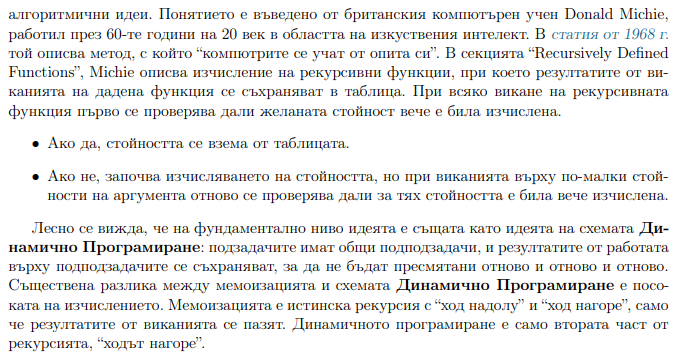 алгоритмични идеи. Понятието е въведено от британския компютърен учен Donald Michie,
работил през 60-те години на 20 век в областта на изкуствения интелект. В статия от 1968 г.
той описва метод, с който “компютрите се учат от опита си”. В секцията “Recursively Defined
Functions”, Michie описва изчисление на рекурсивни функции, при което резултатите от ви-
канията на дадена функция се съхраняват в таблица. При всяко викане на рекурсивната
функция първо се проверява дали желаната стойност вече е била изчислена.
• Ако да, стойността се взема от таблицата.
• Ако не, започва изчисляването на стойността, но при виканията върху по-малки стой-
ности на аргумента отново се проверява дали за тях стойността е била вече изчислена.
Лесно се вижда, че на фундаментално ниво идеята е същата като идеята на схемата Ди-
намично Програмиране: подзадачите имат общи подподзадачи, и резултатите от работата
върху подподзадачите се съхраняват, за да не бъдат пресмятани отново и отново и отново.
Съществена разлика между мемоизацията и схемата Динамично Програмиране е посо-
ката на изчислението. Мемоизацията е истинска рекурсия с “ход надолу” и “ход нагоре”, само
че резултатите от виканията се пазят. Динамичното програмиране е само втората част от
рекурсията, “ходът нагоре”.